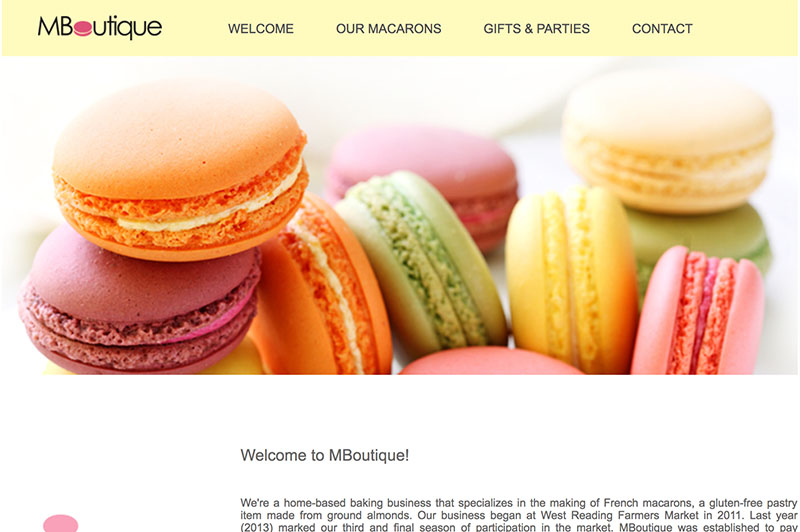 MBoutique
WELCOME OUR MACARONS GIFTS & PARTIES CONTACT
Welcome to MBoutique!
We're a home-based baking business that specializes in the making of French macarons, a gluten-free pastry
item made from ground almonds. Our business began at West Reading Farmers Market in 2011. Last year
(2013) marked our third and final season of participation in the market. MBoutique was established to pay